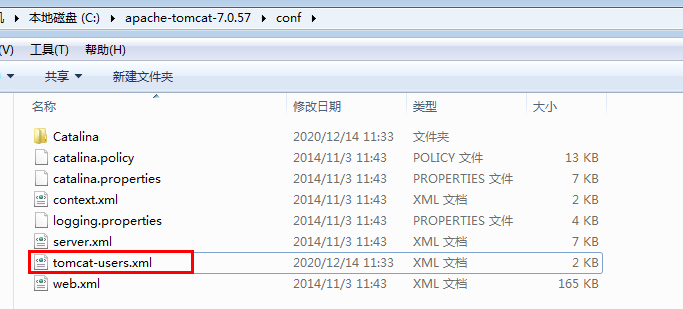 本地磁盘 (C:) ▸ apache-tomcat-7.0.57 ▸ conf ▸
(V) 工具(T) 帮助(H)
共享 ▾ 新建文件夹
名称 修改日期 类型 大小
Catalina 2020/12/14 11:33 文件夹
catalina.policy 2014/11/3 11:43 POLICY 文件 13 KB
catalina.properties 2014/11/3 11:43 PROPERTIES 文件 7 KB
context.xml 2014/11/3 11:43 XML 文档 2 KB
logging.properties 2014/11/3 11:43 PROPERTIES 文件 4 KB
server.xml 2014/11/3 11:43 XML 文档 7 KB
tomcat-users.xml 2020/12/14 11:33 XML 文档 2 KB
web.xml 2014/11/3 11:43 XML 文档 165 KB